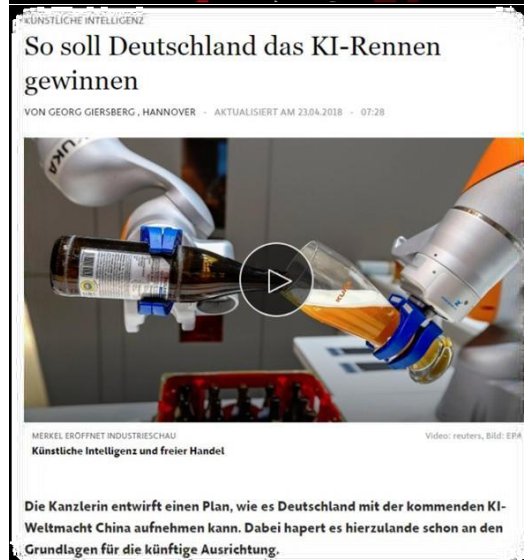 KÜNSTLICHE INTELLIGENZ
So soll Deutschland das KI-Rennen
gewinnen
VON GEORG GIERSBERG , HANNOVER · AKTUALISIERT AM 23.04.2018 · 07:28
KUKA
KUKA
MERKEL ERÖFFNET INDUSTRIESCHAU
Video: reuters, Bild: EPA
Künstliche Intelligenz und freier Handel
Die Kanzlerin entwirft einen Plan, wie es Deutschland mit der kommenden KI-
Weltmacht China aufnehmen kann. Dabei hapert es hierzulande schon an den
Grundlagen für die künftige Ausrichtung.